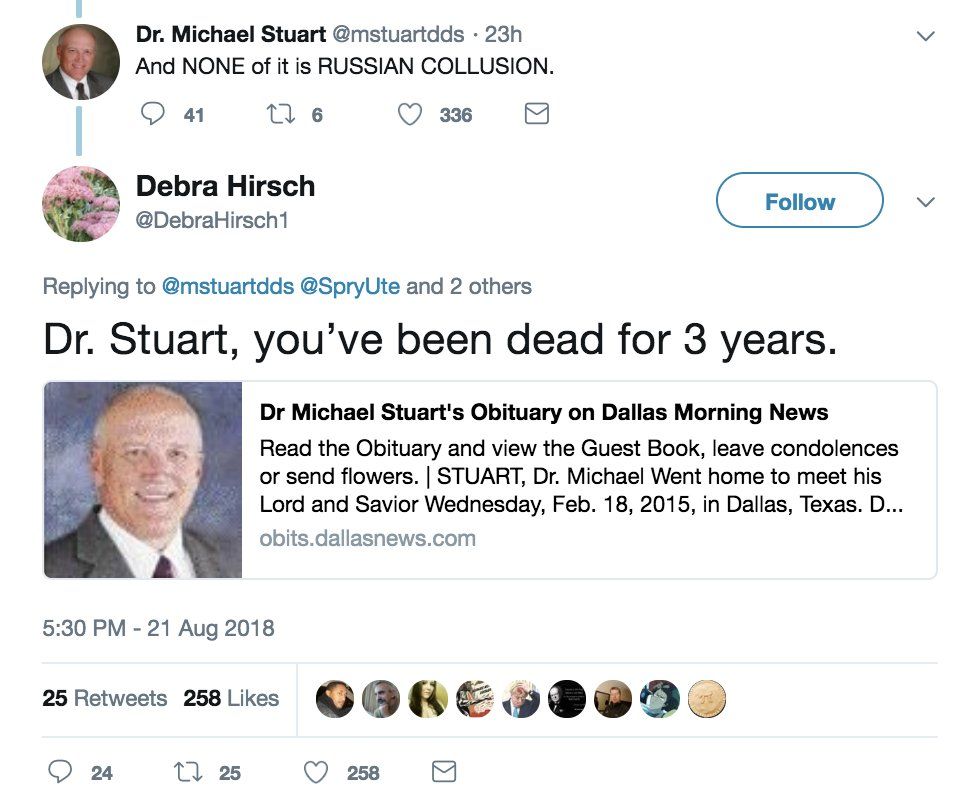 Dr. Michael Stuart @mstuartdds · 23h
And NONE of it is RUSSIAN COLLUSION.
41 6 336
Debra Hirsch
@DebraHirsch1
Follow
Replying to @mstuartdds @SpryUte and 2 others
Dr. Stuart, you’ve been dead for 3 years.
Dr Michael Stuart's Obituary on Dallas Morning News
Read the Obituary and view the Guest Book, leave condolences
or send flowers. | STUART, Dr. Michael Went home to meet his
Lord and Savior Wednesday, Feb. 18, 2015, in Dallas, Texas. D...
obits.dallasnews.com
5:30 PM - 21 Aug 2018
25 Retweets 258 Likes
24 25 258